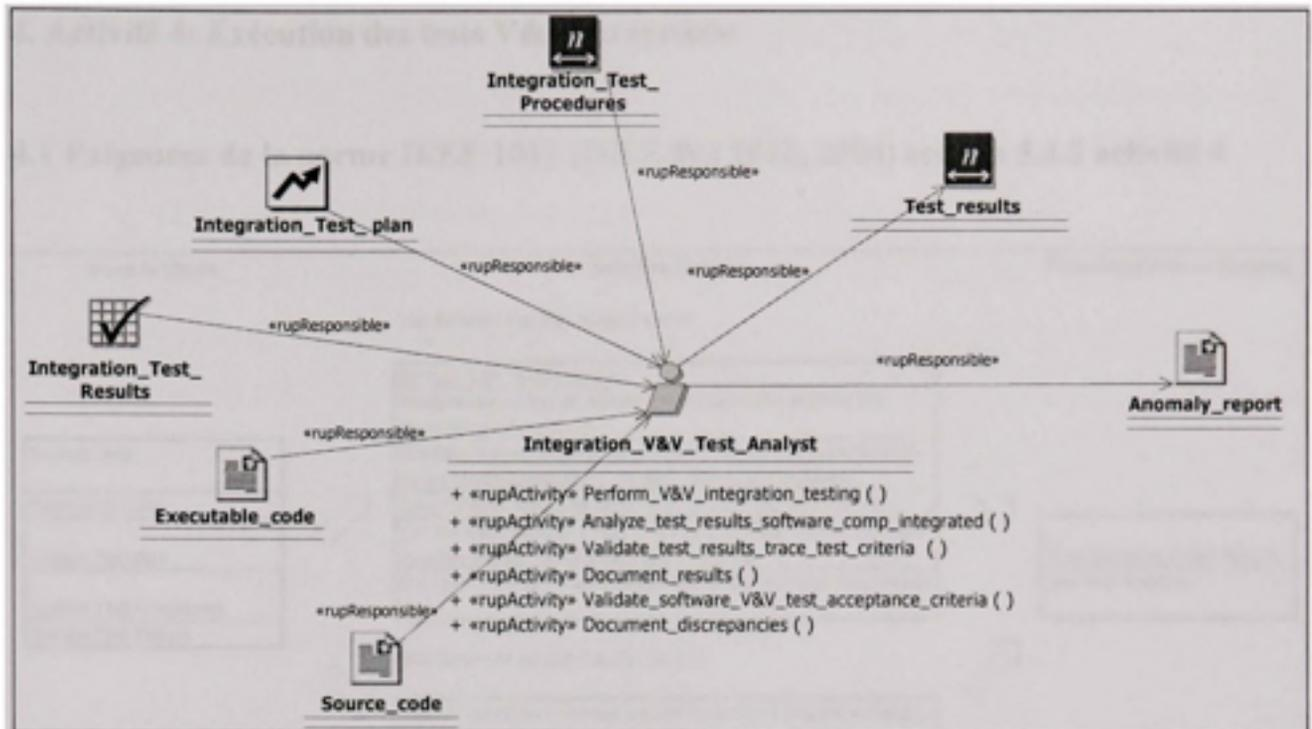 Integration_Test_
Procedures
«rupResponsible»
Test_results
Integration_Test_plan
«rupResponsible»
«rupResponsible»
«rupResponsible»
Integration_Test_
Results
«rupResponsible»
Anomaly_report
«rupResponsible»
Integration_V&V_Test_Analyst
Executable_code
+ «rupActivity» Perform_V&V_integration_testing ( )
+ «rupActivity» Analyze_test_results_software_comp_integrated ( )
+ «rupActivity» Validate_test_results_trace_test_criteria ( )
+ «rupActivity» Document_results ( )
+ «rupActivity» Validate_software_V&V_test_acceptance_criteria ( )
+ «rupActivity» Document_discrepancies ( )
«rupResponsible»
Source_code